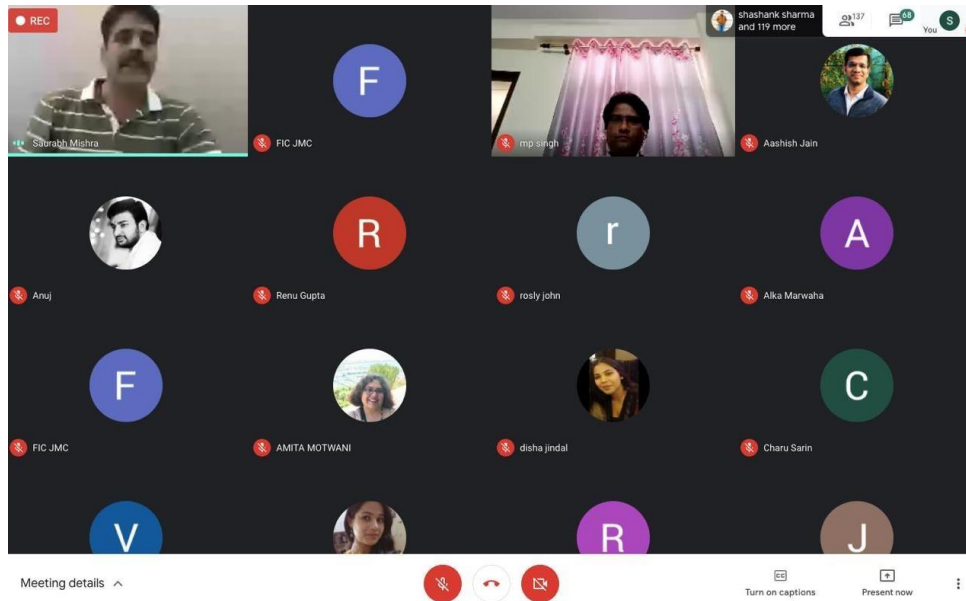 REC
shashank sharma
and 119 more
137
68
You
S
Saurabh Mishra
F
FIC JMC
mp singh
Aashish Jain
Anuj
R
Renu Gupta
r
rosly john
A
Alka Marwaha
F
FIC JMC
AMITA MOTWANI
disha jindal
C
Charu Sarin
V
R
J
Meeting details
CC
Turn on captions
Present now